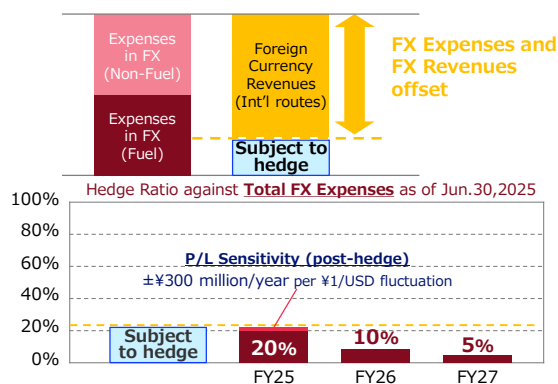 Expenses
in FX
(Non-Fuel)
Expenses
in FX
(Fuel)
Foreign
Currency
Revenues
(Int'l routes)
Subject to
hedge
FX Expenses and
FX Revenues
offset
Hedge Ratio against Total FX Expenses as of Jun.30,2025
100%
80%
60%
40%
20%
0%
P/L Sensitivity (post-hedge)
±¥300 million/year per ¥1/USD fluctuation
Subject
to hedge
20%
10%
5%
FY25
FY26
FY27